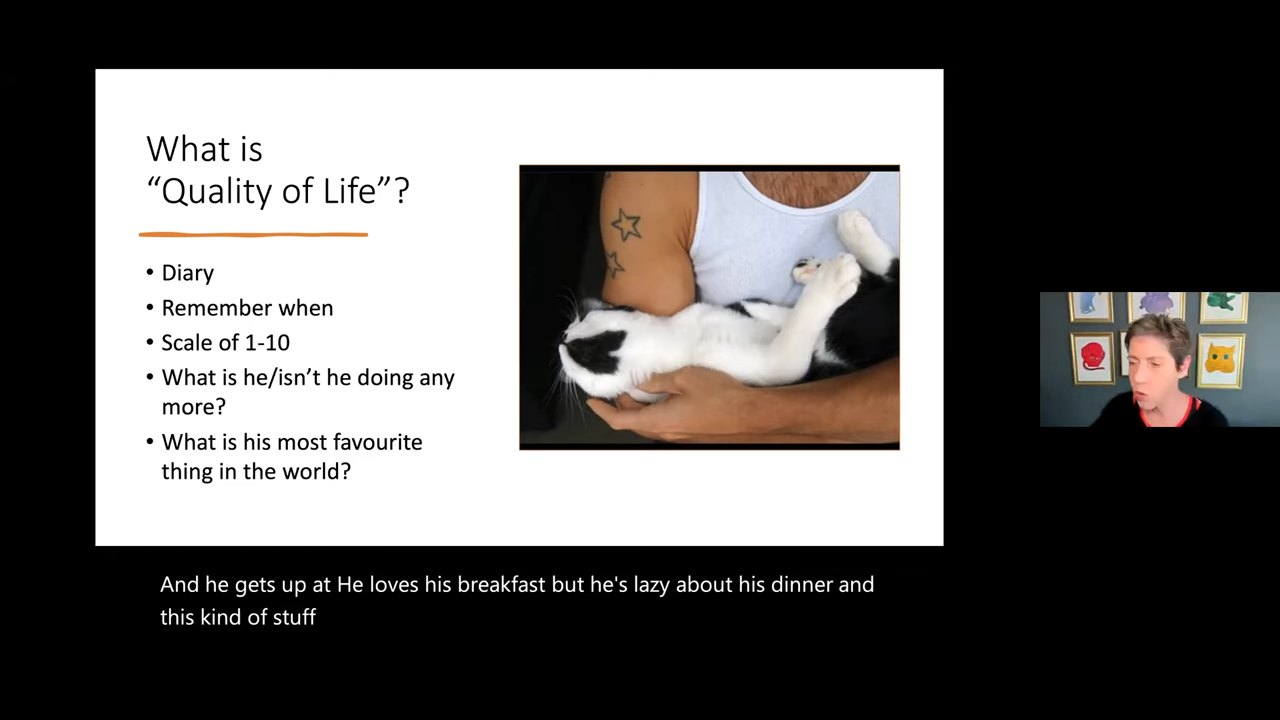 What is
“Quality of Life”?
• Diary
• Remember when
• Scale of 1-10
• What is he/isn’t he doing any
more?
• What is his most favourite
thing in the world?
And he gets up at He loves his breakfast but he's lazy about his dinner and
this kind of stuff